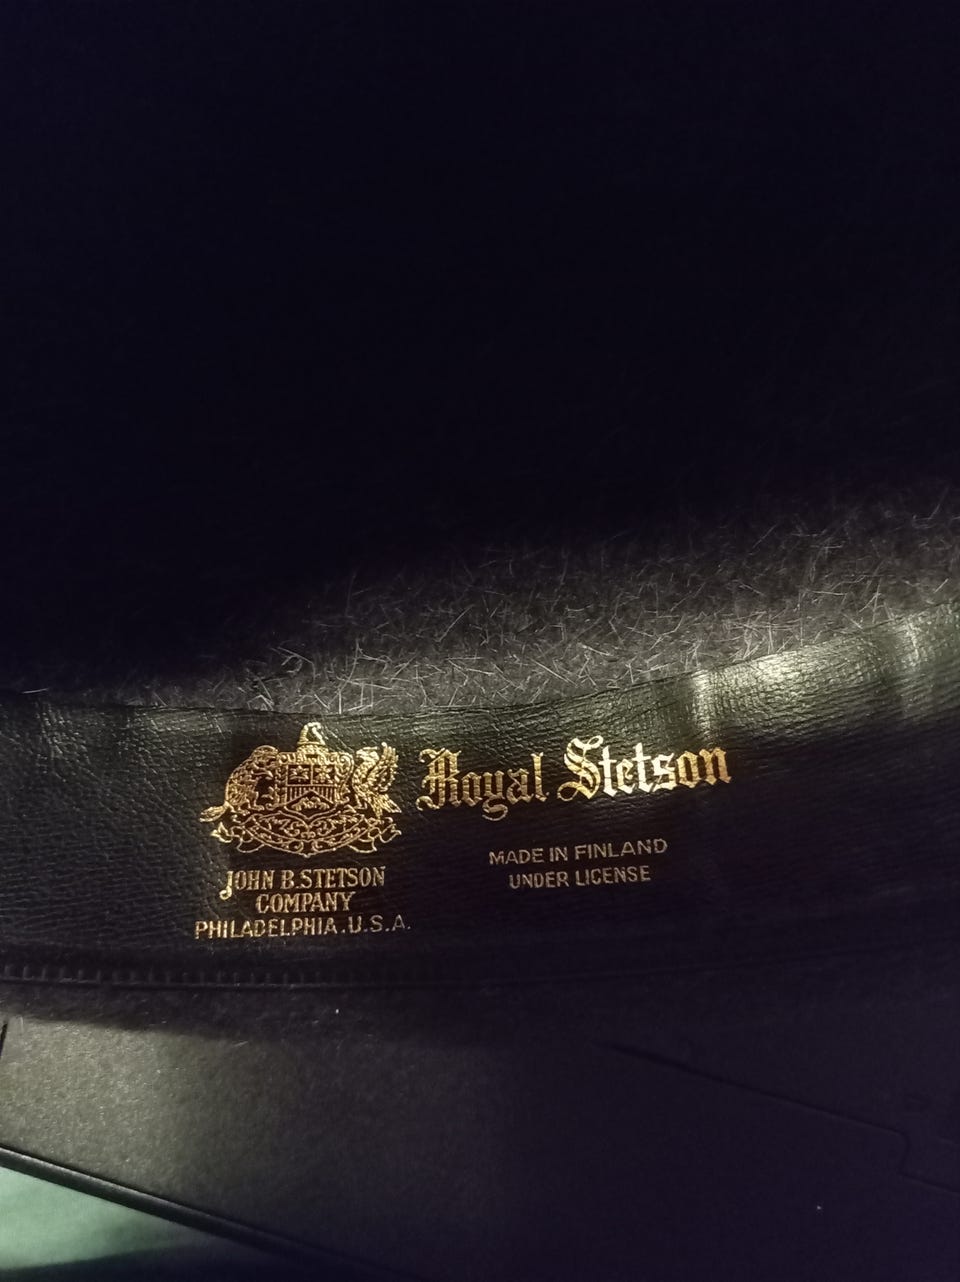 Royal Stetson
MADE IN FINLAND
UNDER LICENSE
JOHN B. STETSON
COMPANY
PHILADELPHIA. U.S.A.